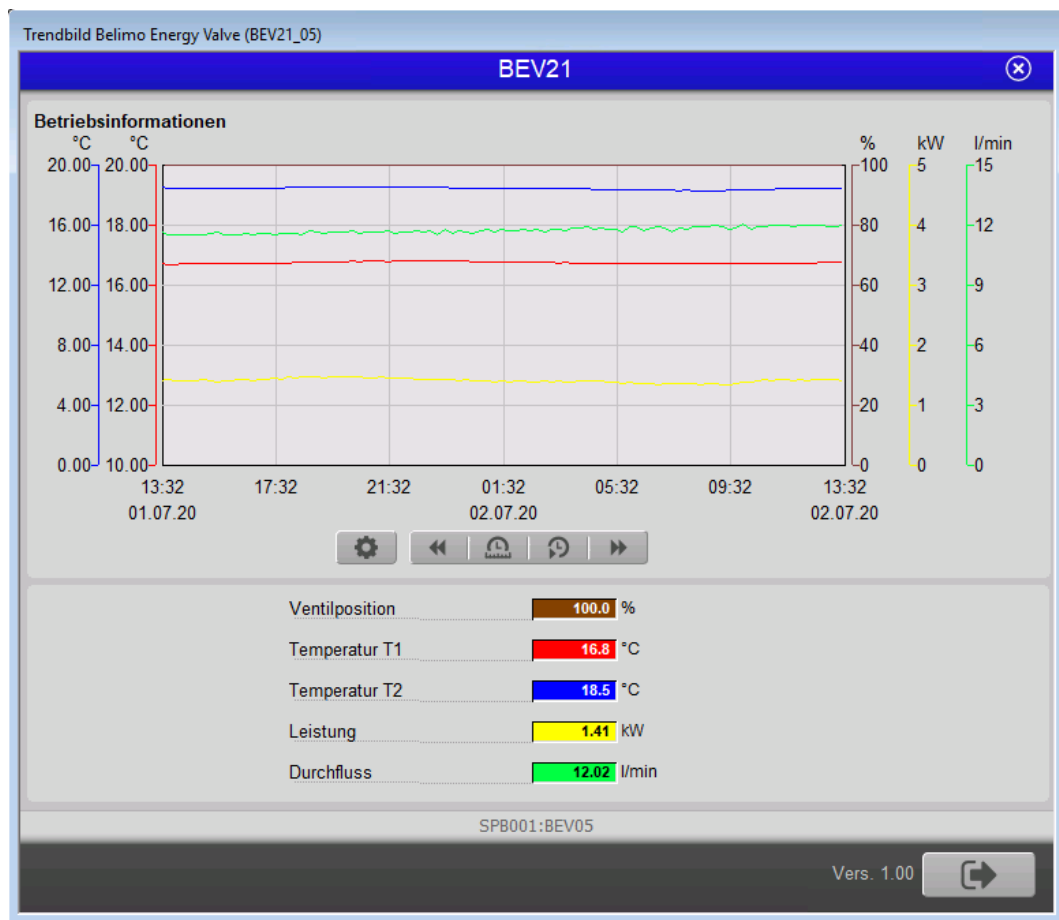 Trendbild Belimo Energy Valve (BEV21_05)
BEV21
Betriebsinformationen
°C °C % kW l/min
20.00 20.00 100 5 15
16.00 18.00 80 4 12
12.00 16.00 60 3 9
8.00 14.00 40 2 6
4.00 12.00 20 1 3
0.00 10.00 0 0 0
13:32 17:32 21:32 01:32 05:32 09:32 13:32
01.07.20 02.07.20 02.07.20
Ventilposition 100.0 %
Temperatur T1 16.8 °C
Temperatur T2 18.5 °C
Leistung 1.41 kW
Durchfluss 12.02 l/min
SPB001:BEV05
Vers. 1.00